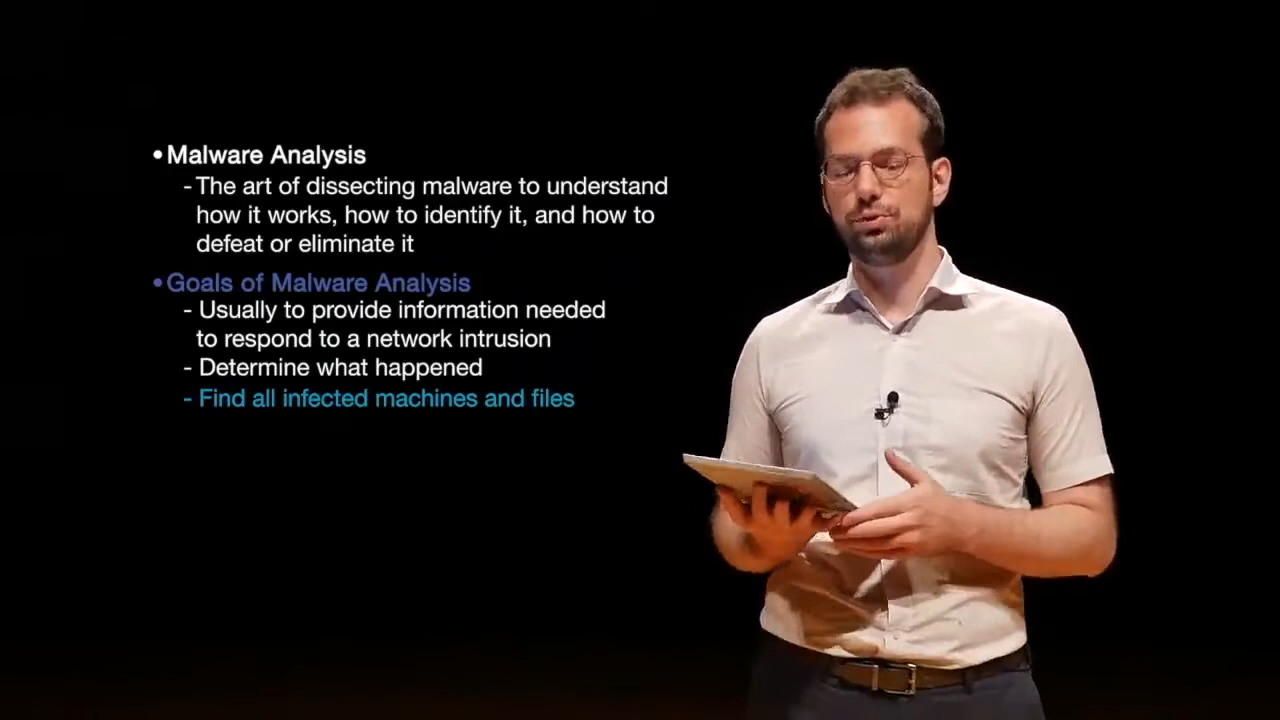 •Malware Analysis
- The art of dissecting malware to understand
how it works, how to identify it, and how to
defeat or eliminate it
•Goals of Malware Analysis
- Usually to provide information needed
to respond to a network intrusion
- Determine what happened
- Find all infected machines and files